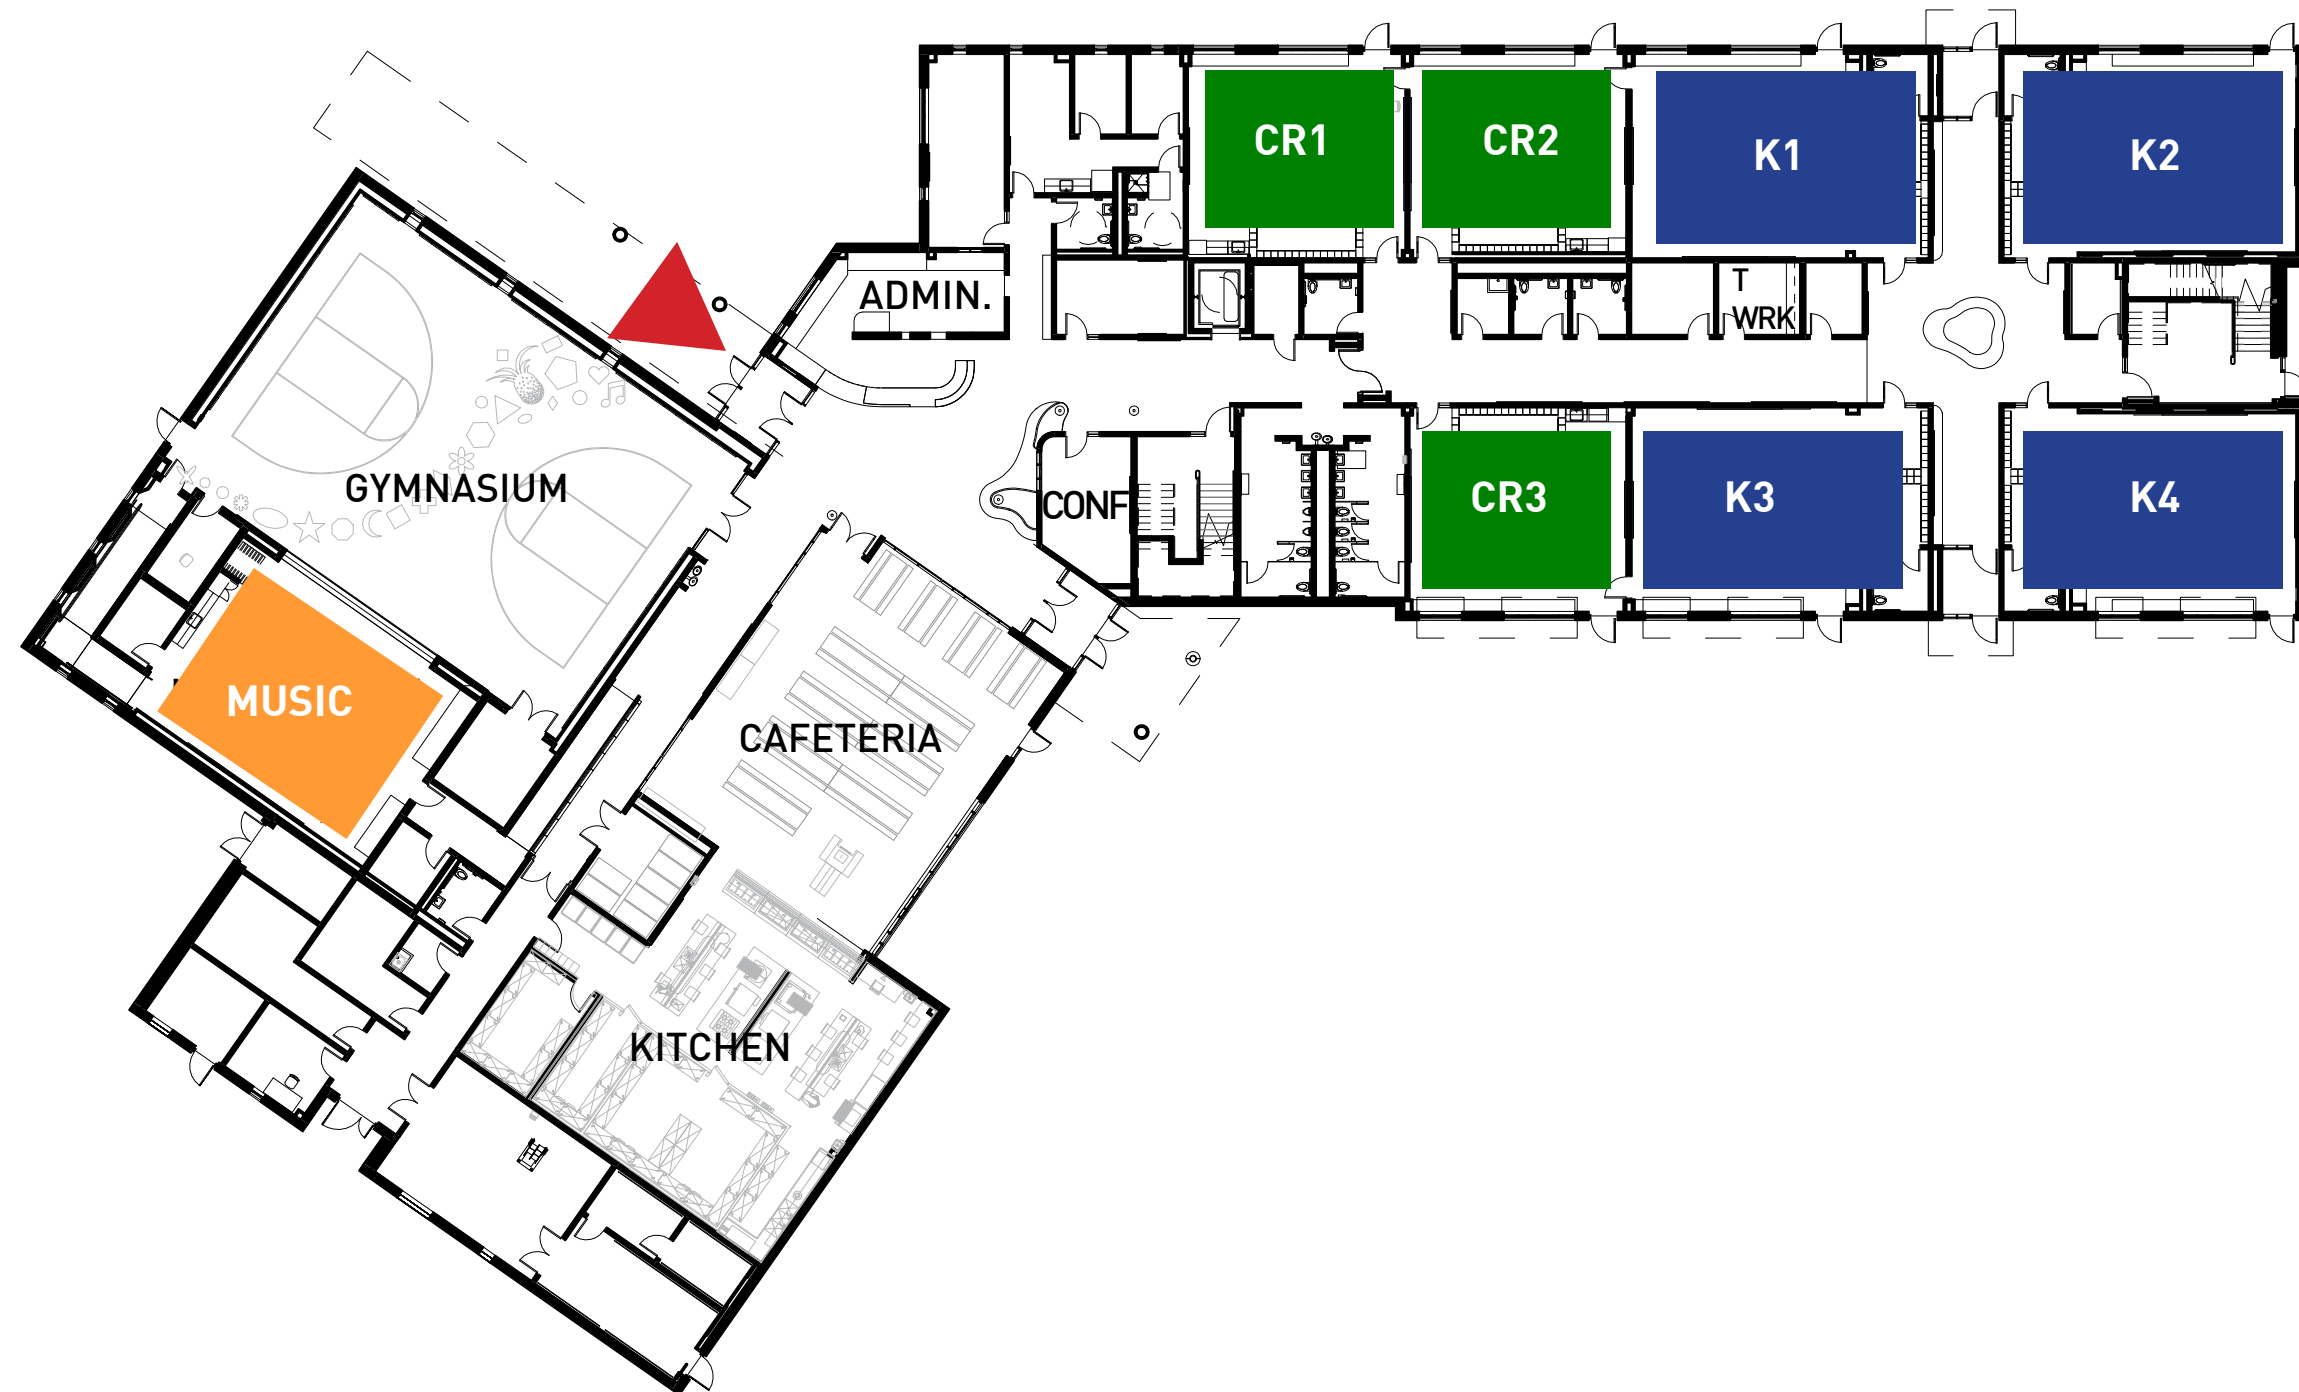 CR1
CR2
K1
K2
ADMIN.
T
WRK
GYMNASIUM
CONF
CR3
K3
K4
MUSIC
CAFETERIA
KITCHEN